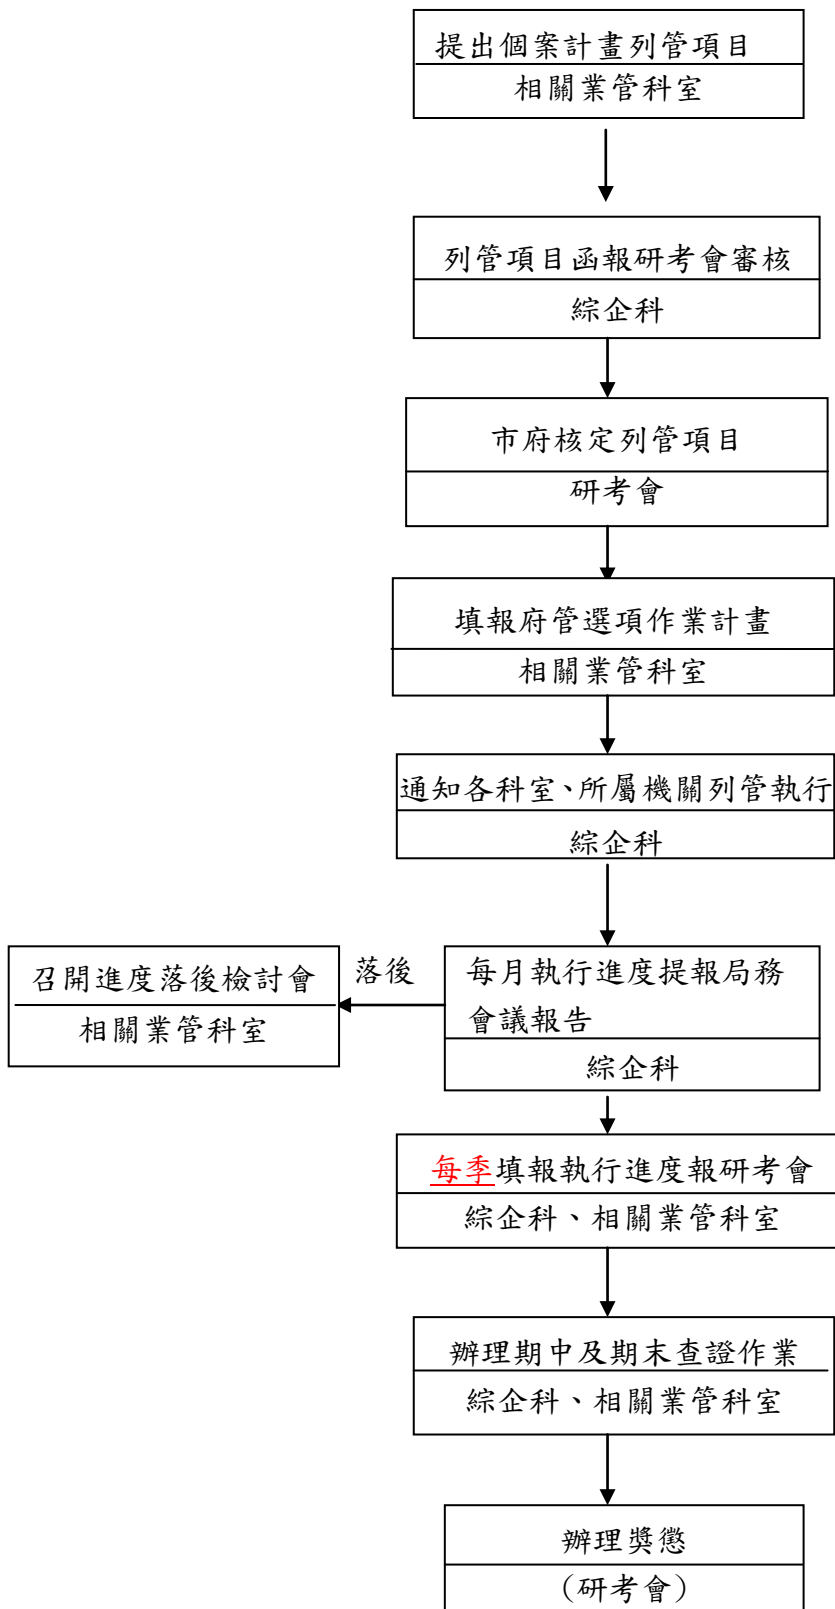 提出個案計畫列管項目
相關業管科室
列管項目函報研考會審核
綜企科
市府核定列管項目
研考會
填報府管選項作業計畫
相關業管科室
通知各科室、所屬機關列管執行
綜企科
召開進度落後檢討會
相關業管科室
落後
每月執行進度提報局務
會議報告
綜企科
每季填報執行進度報研考會
綜企科、相關業管科室
辦理期中及期末查證作業
綜企科、相關業管科室
辦理獎懲
(研考會)